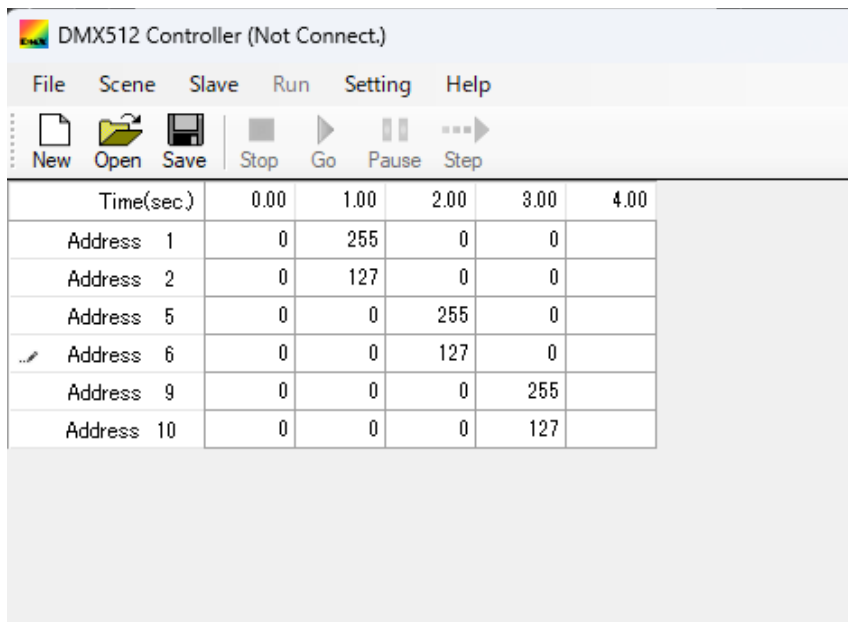 DMX DMX512 Controller (Not Connect.)
File Scene Slave Run Setting Help
New Open Save Stop Go Pause Step
Time(sec.) 0.00 1.00 2.00 3.00 4.00
Address 1 0 255 0 0
Address 2 0 127 0 0
Address 5 0 0 255 0
Address 6 0 0 127 0
Address 9 0 0 0 255
Address 10 0 0 0 127